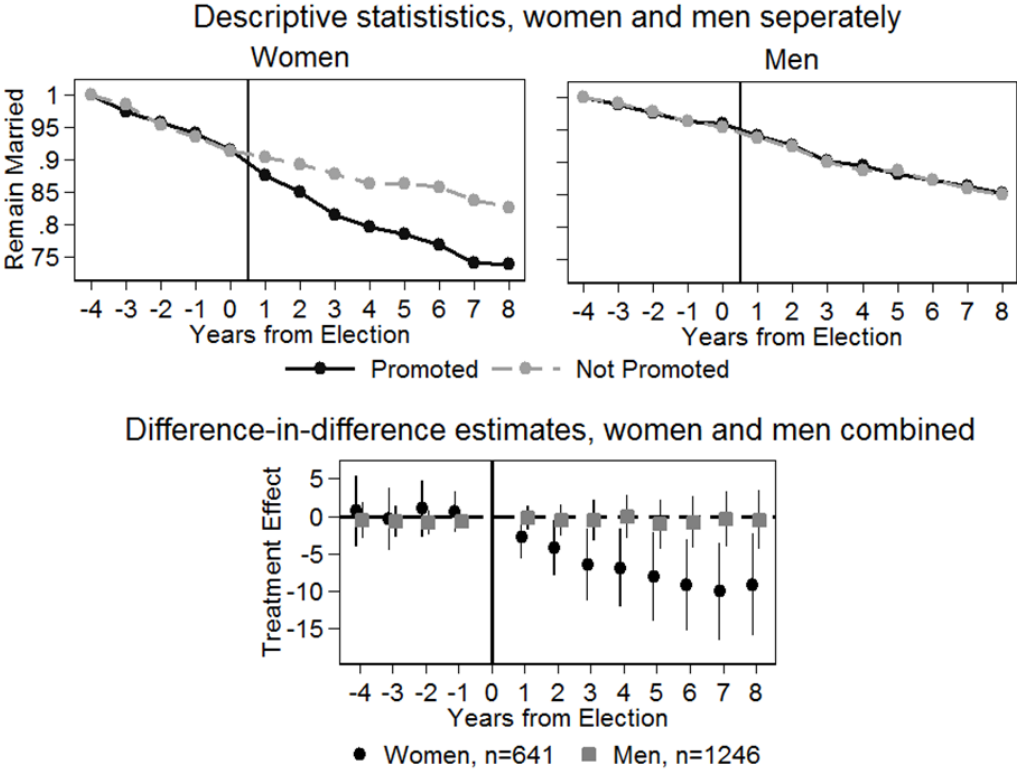 Descriptive statististics, women and men seperately
Women
Men
Remain Married
1
95
.9
85
.8
75
-4 -3 -2 -1 0 1 2 3 4 5 6 7 8
-4 -3 -2 -1 0 1 2 3 4 5 6 7 8
Years from Election
Years from Election
Promoted
Not Promoted
Difference-in-difference estimates, women and men combined
Treatment Effect
5
0
-5
-10
-15
-4 -3 -2 -1 0 1 2 3 4 5 6 7 8
Years from Election
Women, n=641
Men, n=1246